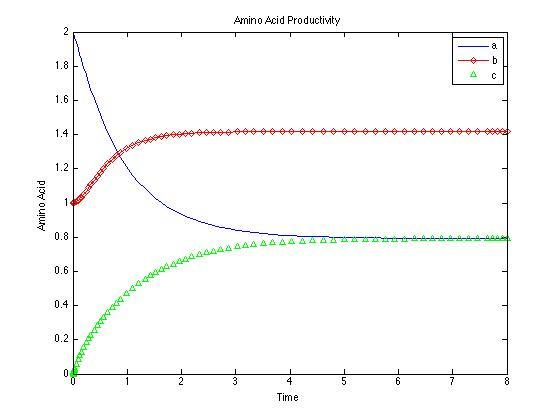 Amino Acid Productivity
2
1.8
1.6
1.4
1.2
1
0.8
0.6
0.4
0.2
0
Amino Acid
a
b
c
0 1 2 3 4 5 6 7 8
Time